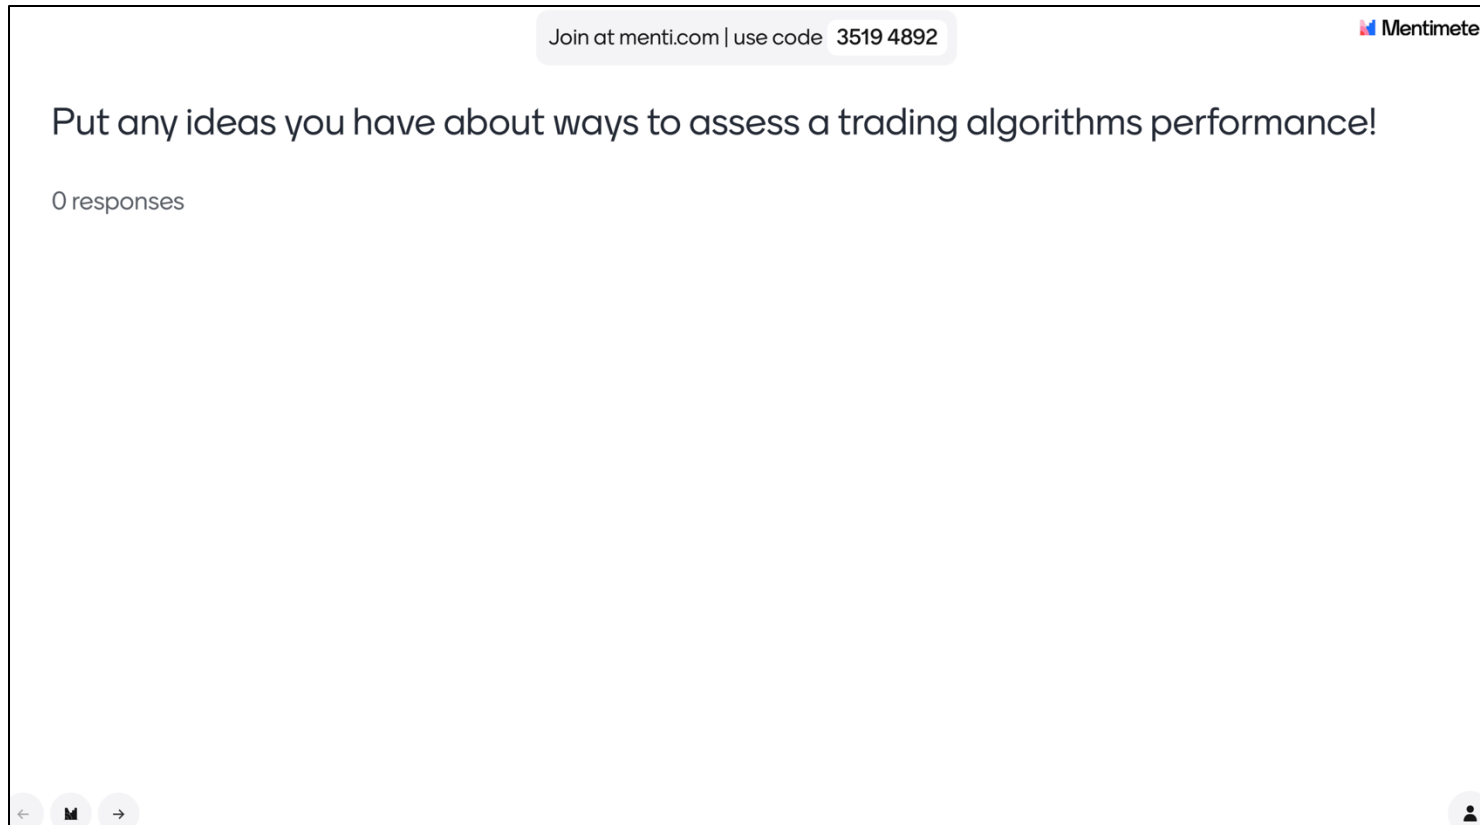 Join at menti.com | use code 3519 4892
Mentimete
Put any ideas you have about ways to assess a trading algorithms performance!
0 responses